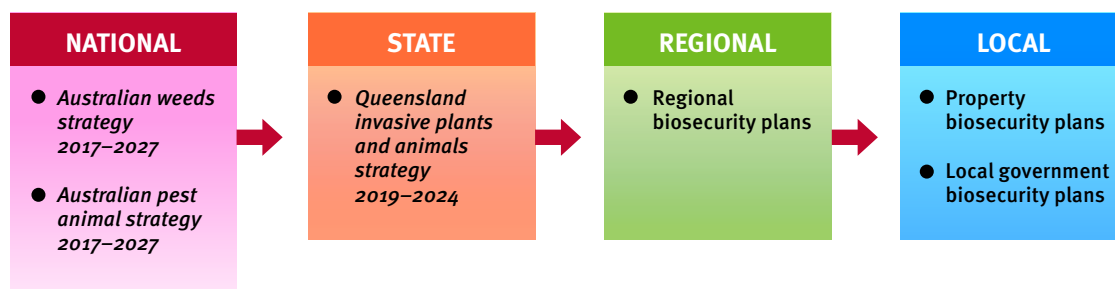 NATIONAL
● Australian weeds
strategy
2017–2027
● Australian pest
animal strategy
2017–2027
STATE
● Queensland
invasive plants
and animals
strategy
2019–2024
REGIONAL
● Regional
biosecurity plans
LOCAL
● Property
biosecurity plans
● Local government
biosecurity plans